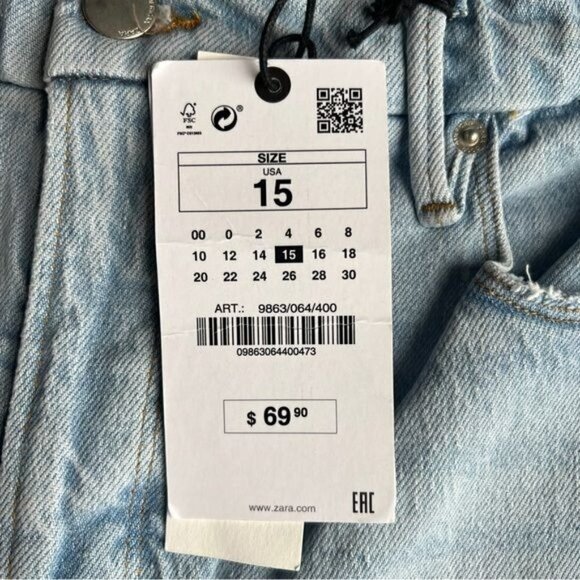 FSC
SIZE
USA
15
00 0 2 4 6 8
10 12 14 15 16 18
20 22 24 26 28 30
ART.: 9863/064/400
09863064400473
$ 69 90
www.zara.com
EAC